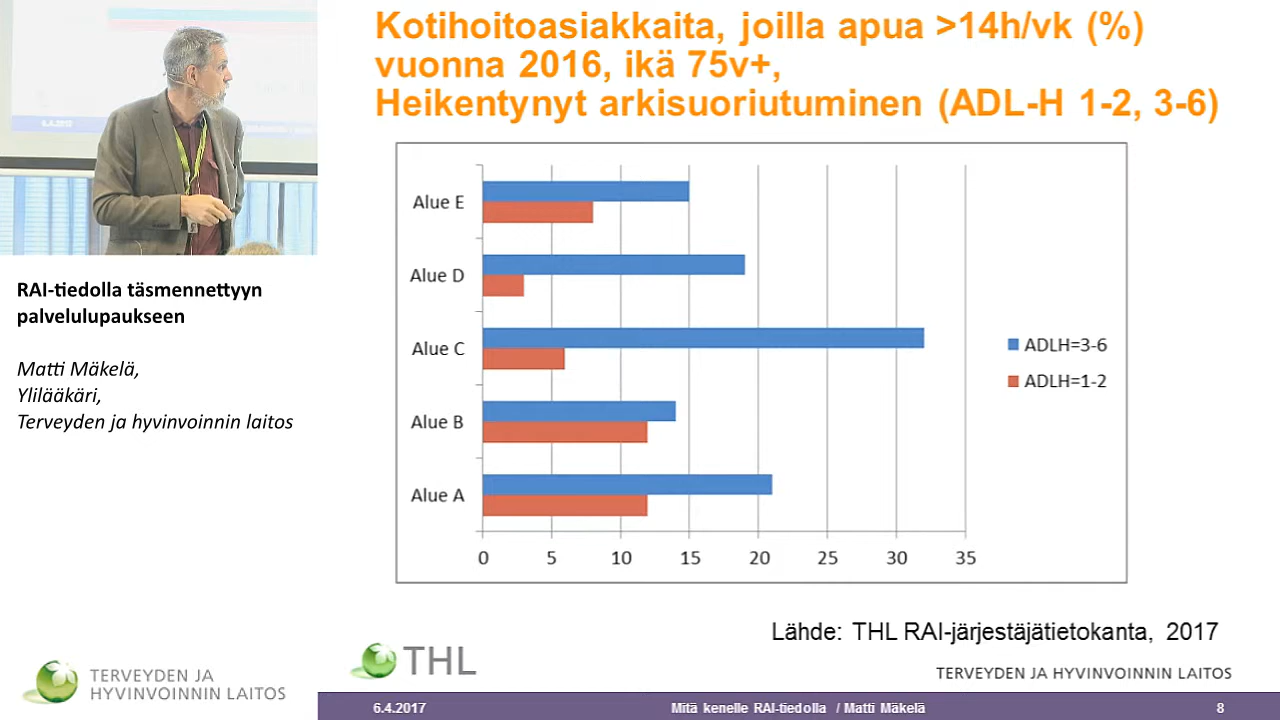 Kotihoitoasiakkaita, joilla apua >14h/vk (%)
vuonna 2016, ikä 75v+,
Heikentynyt arkisuoriutuminen (ADL-H 1-2, 3-6)
RAI-tiedolla täsmennettyyn
palvelulupaukseen
Matti Mäkelä,
Ylilääkäri,
Terveyden ja hyvinvoinnin laitos
Alue E
Alue D
Alue C
Alue B
Alue A
0 5 10 15 20 25 30 35
ADLH=3-6
ADLH=1-2
Lähde: THL RAI-järjestäjätietokanta, 2017
THL
TERVEYDEN JA HYVINVOINNIN LAITOS
TERVEYDEN JA
HYVINVOINNIN LAITOS
6.4.2017 Mitä kenelle RAI-tiedolla / Matti Mäkelä 8